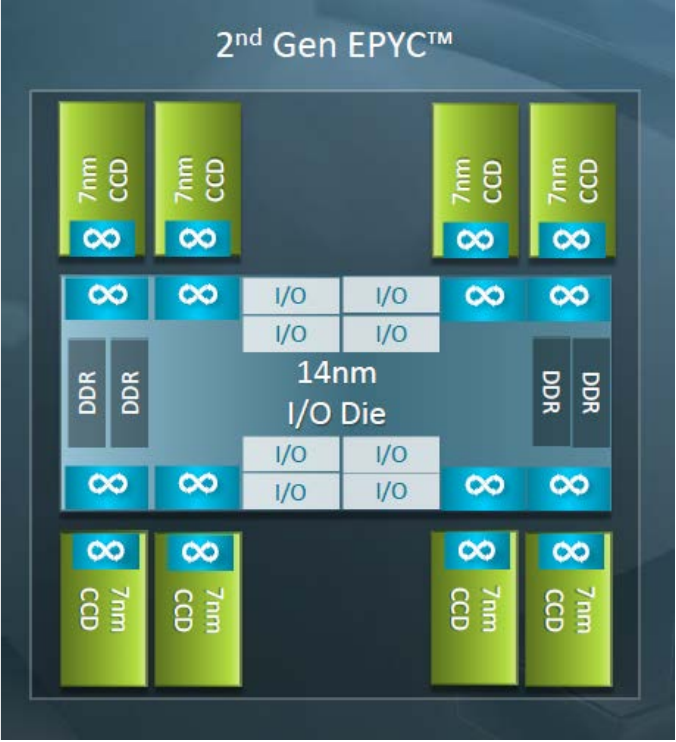 2nd Gen EPYC™
7nm
CCD
7nm
CCD
7nm
CCD
7nm
CCD
I/O
I/O
I/O
I/O
DDR
DDR
14nm
I/O Die
DDR
DDR
I/O
I/O
I/O
I/O
7nm
CCD
7nm
CCD
7nm
CCD
7nm
CCD